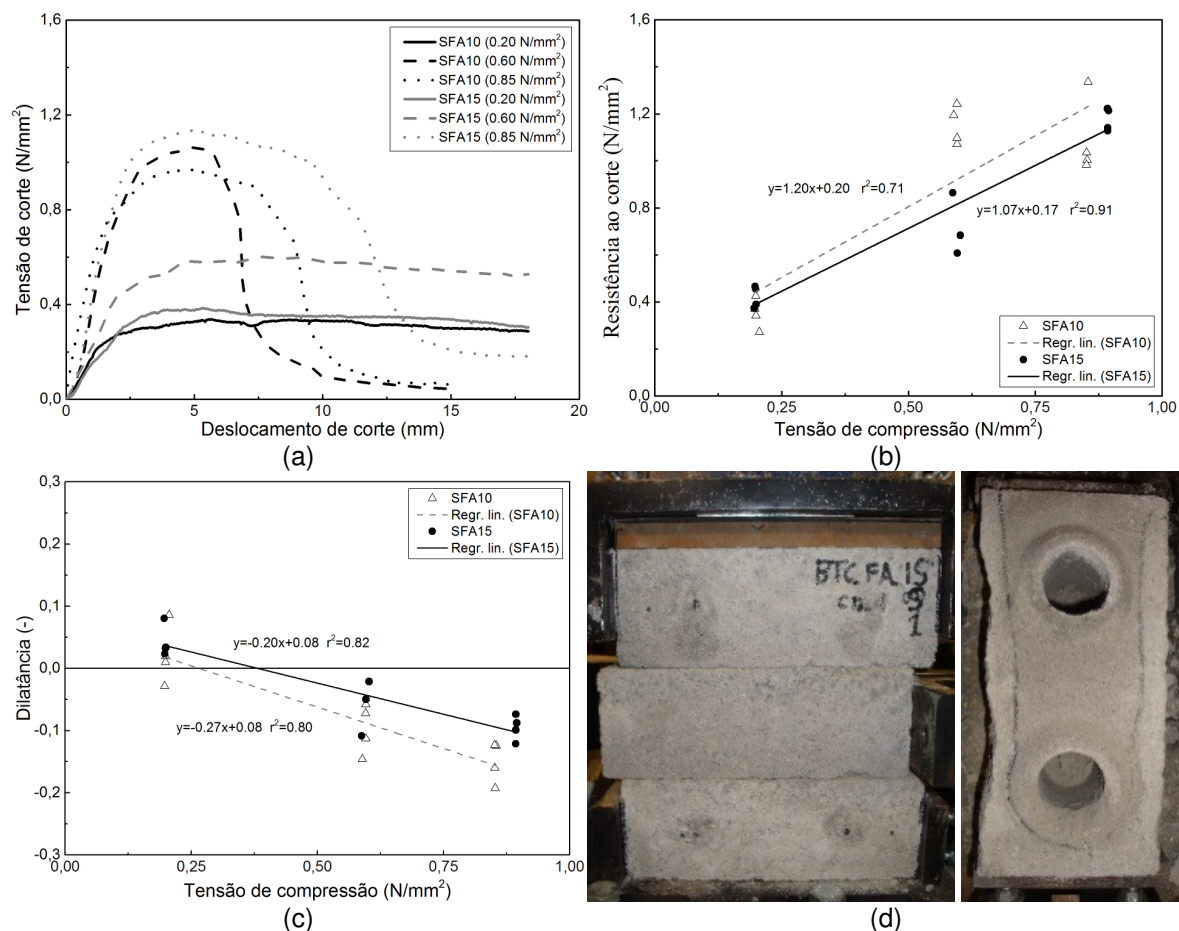 1,6
1,2
0,8
0,4
0,0
Tensão de corte (N/mm²)
SFA10 (0.20 N/mm²)
SFA10 (0.60 N/mm²)
SFA10 (0.85 N/mm²)
SFA15 (0.20 N/mm²)
SFA15 (0.60 N/mm²)
SFA15 (0.85 N/mm²)
0 5 10 15 20
Deslocamento de corte (mm)
(a)
1,6
1,2
0,8
0,4
0,0
Resistência ao corte (N/mm²)
y=1.20x+0.20 r²=0.71
y=1.07x+0.17 r²=0.91
SFA10
Regr. lin. (SFA10)
SFA15
Regr. lin. (SFA15)
0,00 0,25 0,50 0,75 1,00
Tensão de compressão (N/mm²)
(b)
0,3
0,2
0,1
0,0
-0,1
-0,2
-0,3
Dilatância (-)
SFA10
Regr. lin. (SFA10)
SFA15
Regr. lin. (SFA15)
y=-0.20x+0.08 r²=0.82
y=-0.27x+0.08 r²=0.80
0,00 0,25 0,50 0,75 1,00
Tensão de compressão (N/mm²)
(c)
BTC FA 15
1
(d)